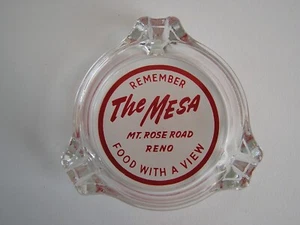 REMEMBER
The MESA
MT. ROSE ROAD
RENO
FOOD WITH A VIEW